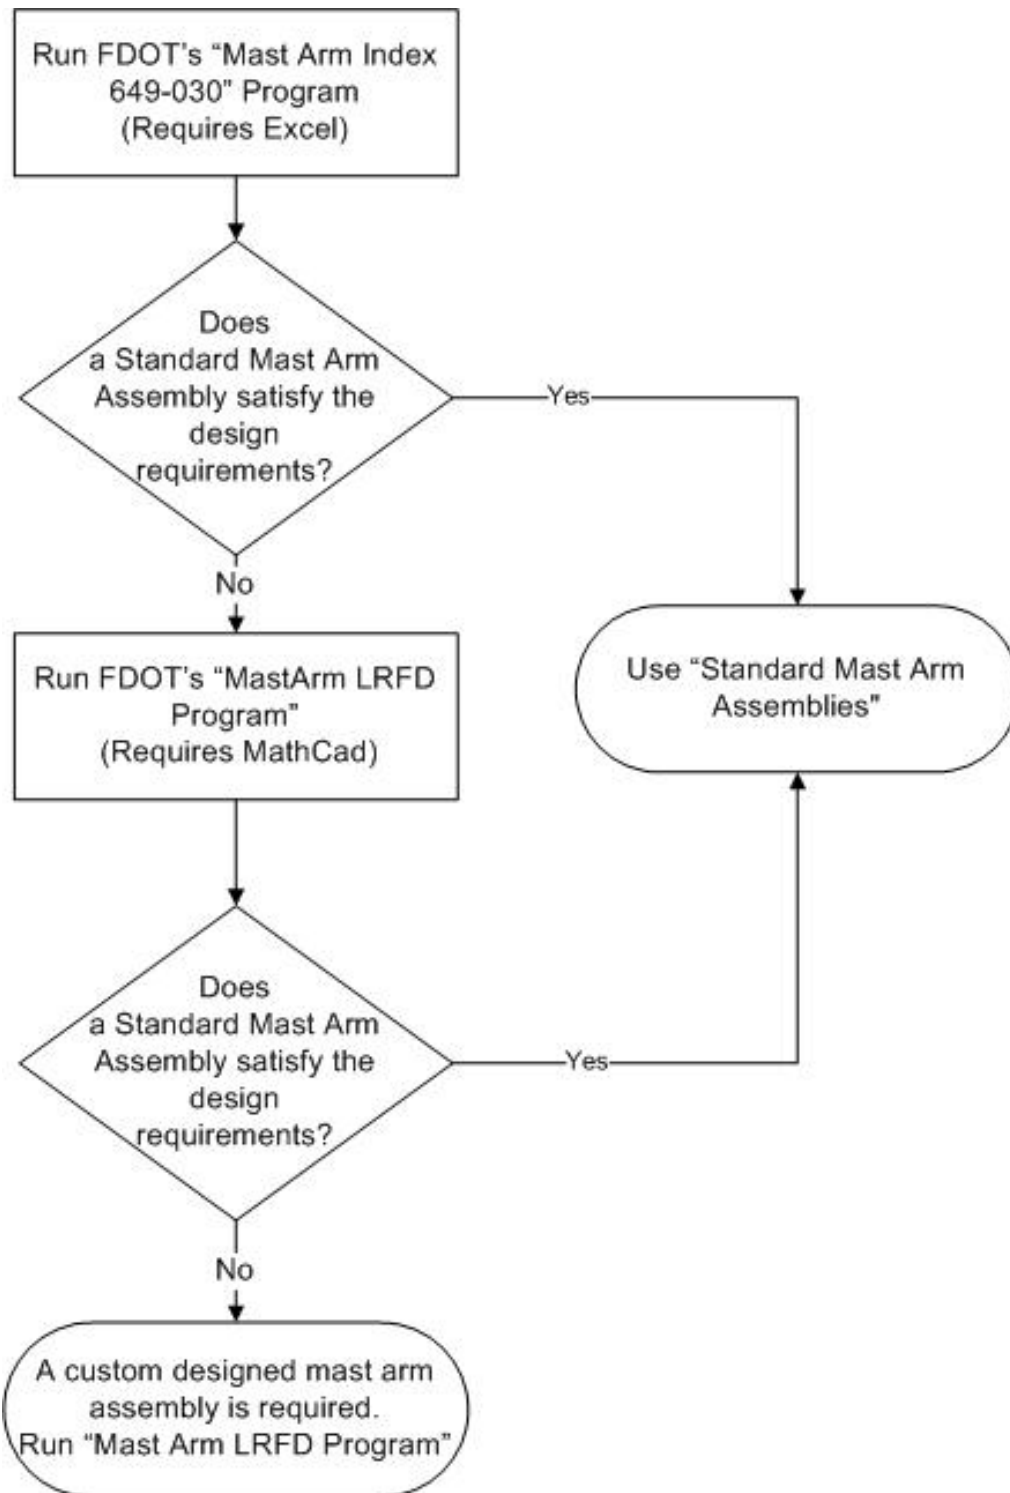 Run FDOT's “Mast Arm Index
649-030” Program
(Requires Excel)
Does
a Standard Mast Arm
Assembly satisfy the
design
requirements?
Yes
No
Use “Standard Mast Arm
Assemblies”
Run FDOT's “MastArm LRFD
Program”
(Requires MathCad)
Does
a Standard Mast Arm
Assembly satisfy the
design
requirements?
Yes
No
A custom designed mast arm
assembly is required.
Run “Mast Arm LRFD Program”